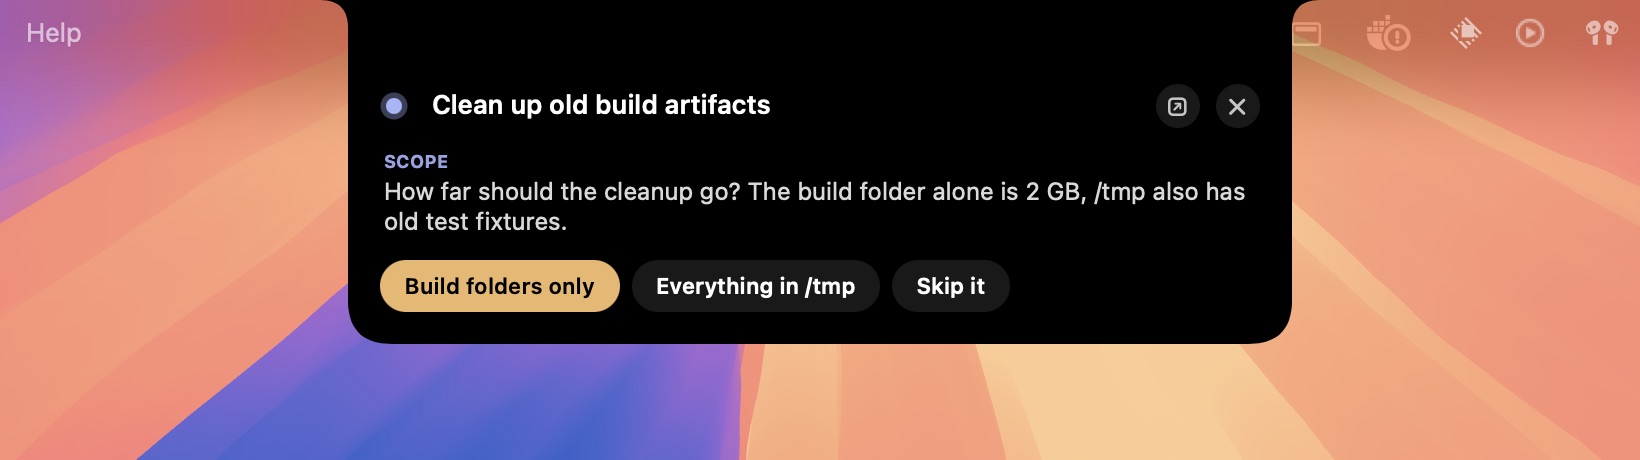 Help
Clean up old build artifacts
SCOPE
How far should the cleanup go? The build folder alone is 2 GB, /tmp also has
old test fixtures.
Build folders only
Everything in /tmp
Skip it